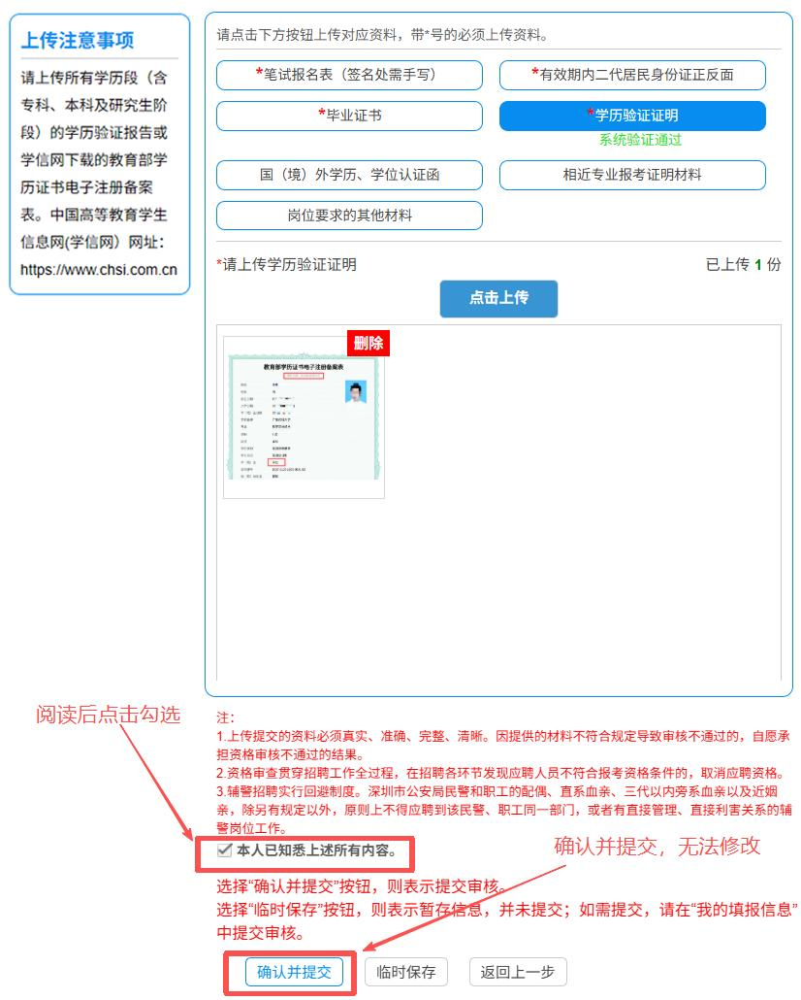 上传注意事项
请上传所有学历段（含
专科、本科及研究生阶
段）的学历验证报告或
学信网下载的教育部学
历证书电子注册备案
表。中国高等教育学生
信息网(学信网）网址：
https://www.chsi.com.cn
请点击下方按钮上传对应资料，带*号的必须上传资料。
*笔试报名表（签名处需手写）
*有效期内二代居民身份证正反面
*毕业证书
*学历验证证明
系统验证通过
国（境）外学历、学位认证函
相近专业报考证明材料
岗位要求的其他材料
*请上传学历验证证明
已上传 1 份
点击上传
删除
教育部学历证书电子注册备案表
阅读后点击勾选
注：
1.上传提交的资料必须真实、准确、完整、清晰。因提供的材料不符合规定导致审核不通过的，自愿承
担资格审核不通过的结果。
2.资格审查贯穿招聘工作全过程，在招聘各环节发现应聘人员不符合报考资格条件的，取消应聘资格。
3.辅警招聘实行回避制度。深圳市公安局民警和职工的配偶、直系血亲、三代以内旁系血亲以及近姻
亲，除另有规定以外，原则上不得应聘到该民警、职工同一部门，或者有直接管理、直接利害关系的辅
警岗位工作。
本人已知悉上述所有内容。
确认并提交，无法修改
选择“确认并提交”按钮，则表示提交审核。
选择“临时保存”按钮，则表示暂存信息，并未提交；如需提交，请在“我的填报信息”
中提交审核。
确认并提交
临时保存
返回上一步